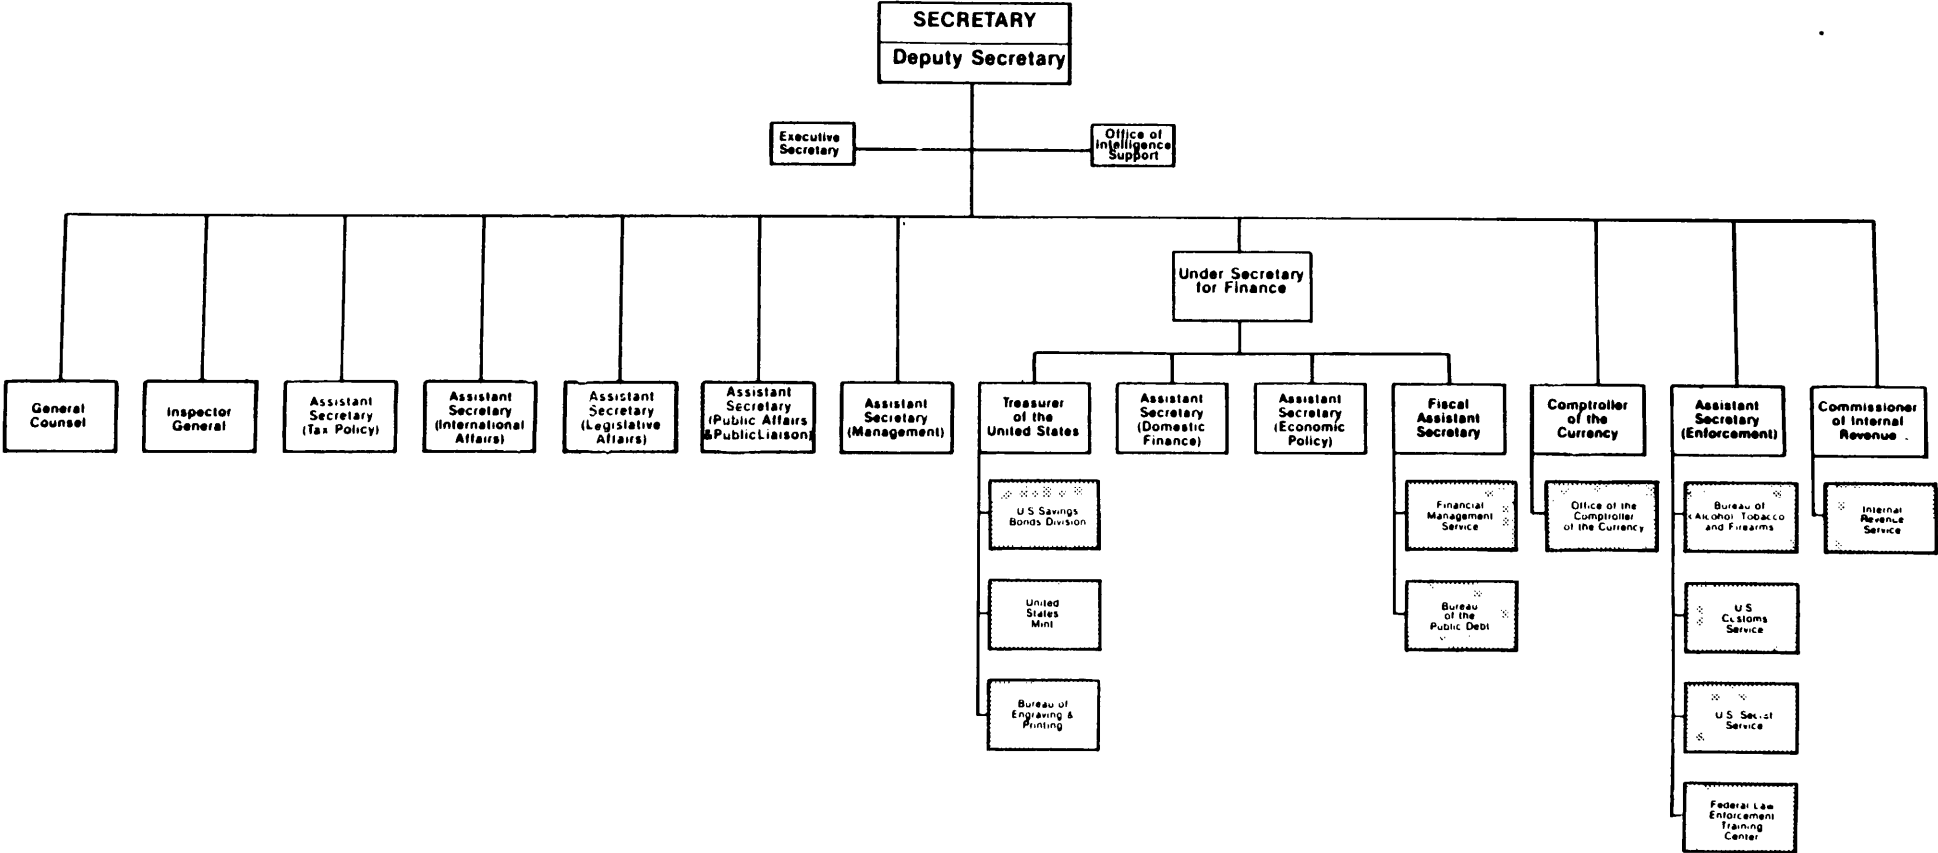 SECRETARY
Deputy Secretary
Executive
Secretary
Office of
Intelligence
Support
Under Secretary
for Finance
General
Counsel
Inspector
General
Assistant
Secretary
(Tax Policy)
Assistant
Secretary
(International
Affairs)
Assistant
Secretary
(Legislative
Affairs)
Assistant
Secretary
(Public Affairs
&PublicLiaison)
Assistant
Secretary
(Management)
Treasurer
of the
United States
Assistant
Secretary
(Domestic
Finance)
Assistant
Secretary
(Economic
Policy)
Fiscal
Assistant
Secretary
Comptroller
of the
Currency
Assistant
Secretary
(Enforcement)
Commissioner
of Internal
Revenue
U S Savings
Bonds Division
United
States
Mint
Bureau of
Engraving &
Printing
Financial
Management
Service
Bureau
of the
Public Debt
Office of the
Comptroller
of the Currency
Bureau of
Alcohol Tobacco
and Firearms
U S
Customs
Service
U.S. Secret
Service
Federal Law
Enforcement
Training
Center
Internal
Revenue
Service